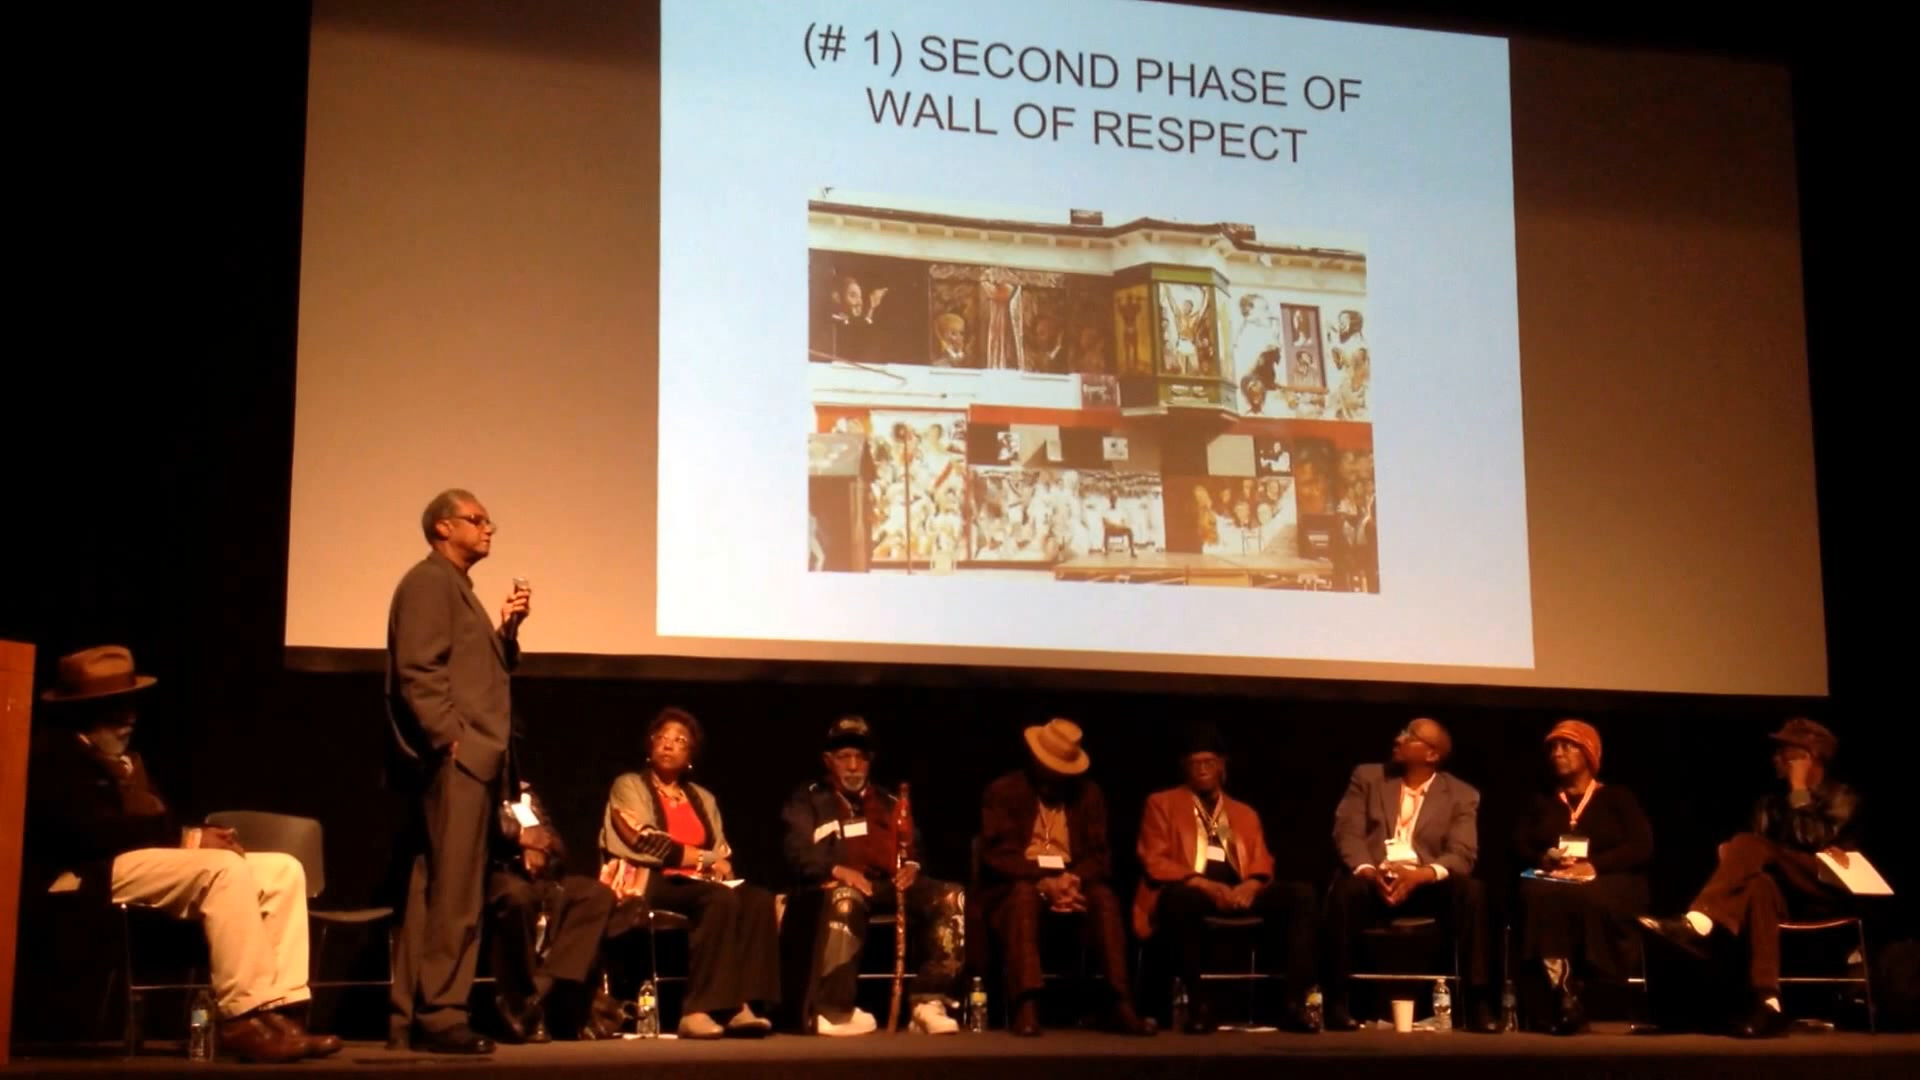 (# 1) SECOND PHASE OF
WALL OF RESPECT